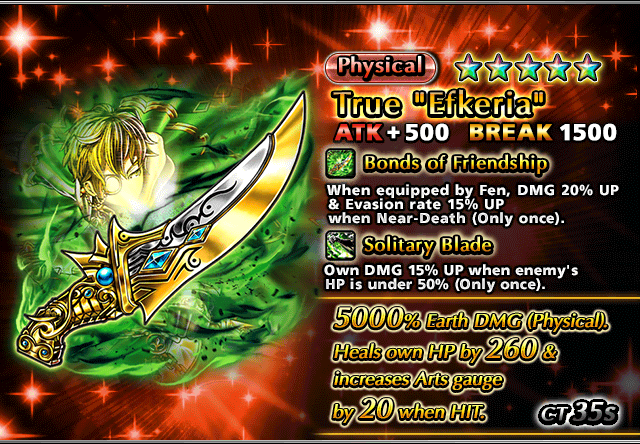 Physical
True "Efkeria"
ATK+500 BREAK 1500
Bonds of Friendship
When equipped by Fen, DMG 20% UP
& Evasion rate 15% UP
when Near-Death (Only once).
Solitary Blade
Own DMG 15% UP when enemy's
HP is under 50% (Only once).
5000% Earth DMG (Physical).
Heals own HP by 260 &
increases Arts gauge
by 20 when HIT.
CT 35s